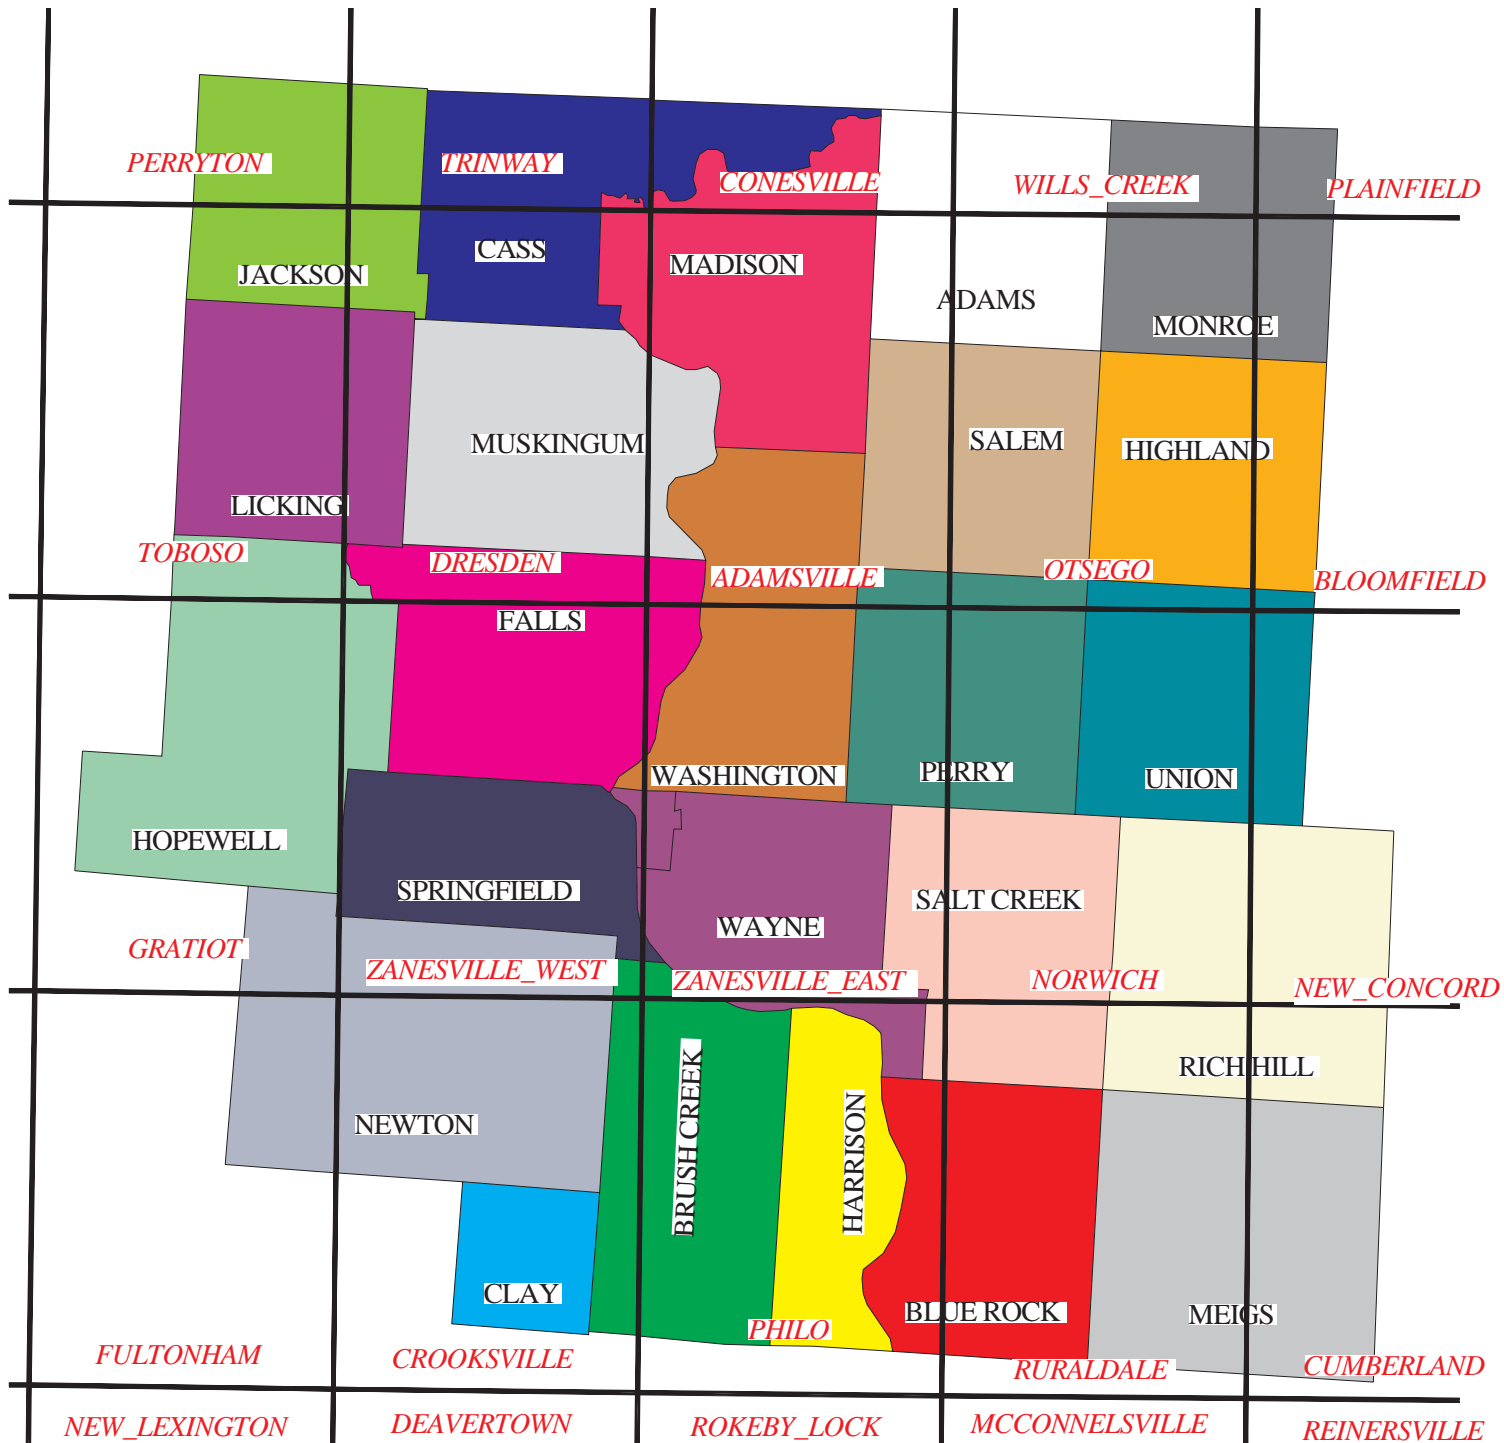 PERRYTON
TRINWAY
CONESVILLE
WILLS_CREEK
PLAINFIELD
CASS
MADISON
JACKSON
ADAMS
MONROE
MUSKINGUM
SALEM
HIGHLAND
LICKING
TOBOSO
DRESDEN
ADAMSVILLE
OTSEGO
BLOOMFIELD
FALLS
WASHINGTON
PERRY
UNION
HOPEWELL
SPRINGFIELD
SALT CREEK
WAYNE
GRATIOT
ZANESVILLE_WEST
ZANESVILLE_EAST
NORWICH
NEW_CONCORD
RICH HILL
NEWTON
BRUSH CREEK
HARRISON
CLAY
BLUE ROCK
MEIGS
PHILO
FULTONHAM
CROOKSVILLE
RURALDALE
CUMBERLAND
NEW_LEXINGTON
DEAVERTOWN
ROKEBY_LOCK
MCCONNELSVILLE
REINERSVILLE